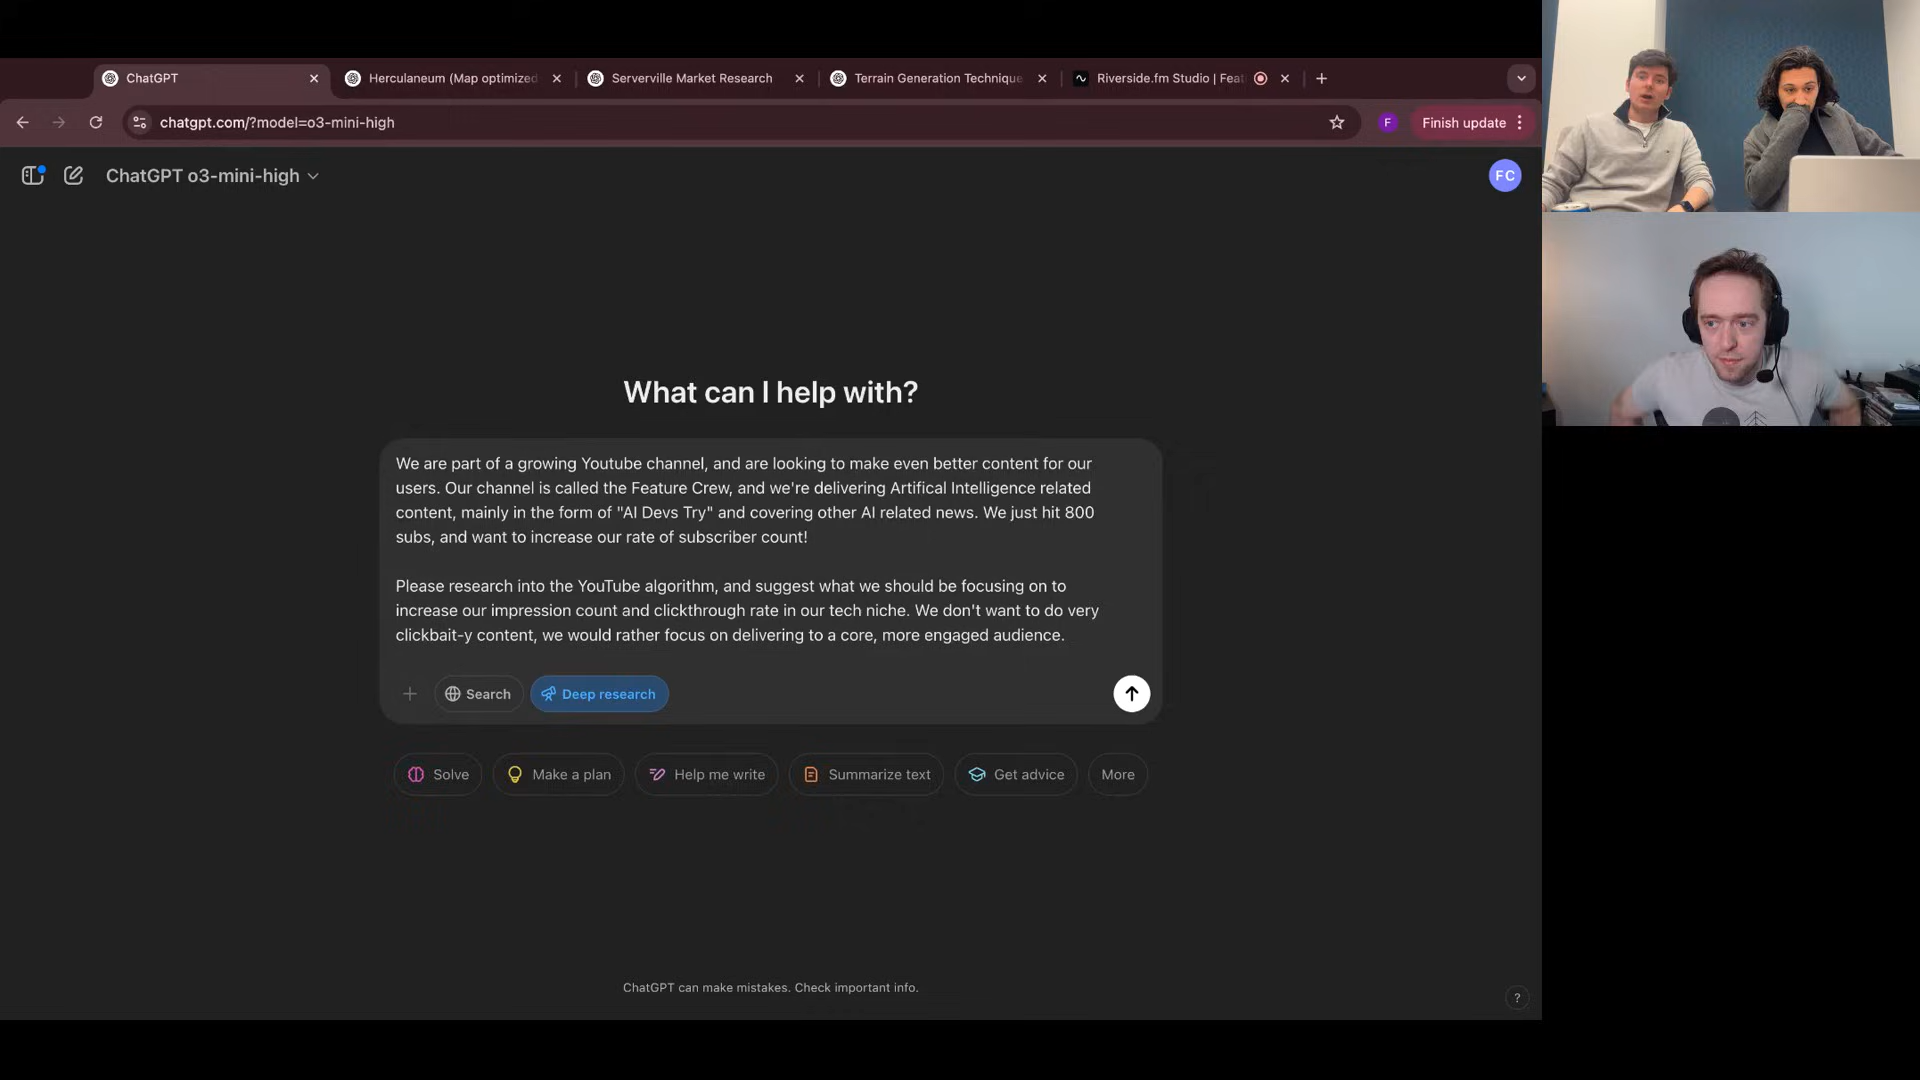 ChatGPT
Herculaneum (Map optimized
Serverville Market Research
Terrain Generation Technique
Riverside.fm Studio | Feat
chatgpt.com/?model=o3-mini-high
F
Finish update
ChatGPT o3-mini-high
FC
What can I help with?
We are part of a growing Youtube channel, and are looking to make even better content for our
users. Our channel is called the Feature Crew, and we're delivering Artifical Intelligence related
content, mainly in the form of "AI Devs Try" and covering other AI related news. We just hit 800
subs, and want to increase our rate of subscriber count!
Please research into the YouTube algorithm, and suggest what we should be focusing on to
increase our impression count and clickthrough rate in our tech niche. We don't want to do very
clickbait-y content, we would rather focus on delivering to a core, more engaged audience.
Search
Deep research
Solve
Make a plan
Help me write
Summarize text
Get advice
More
ChatGPT can make mistakes. Check important info.
?